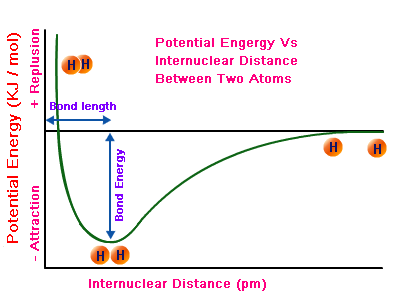 Potential Engergy Vs
Internuclear Distance
Between Two Atoms
Potential Energy (KJ / mol)
+ Replusion
- Attraction
H H
Bond length
Bond Energy
H H
H H
Internuclear Distance (pm)